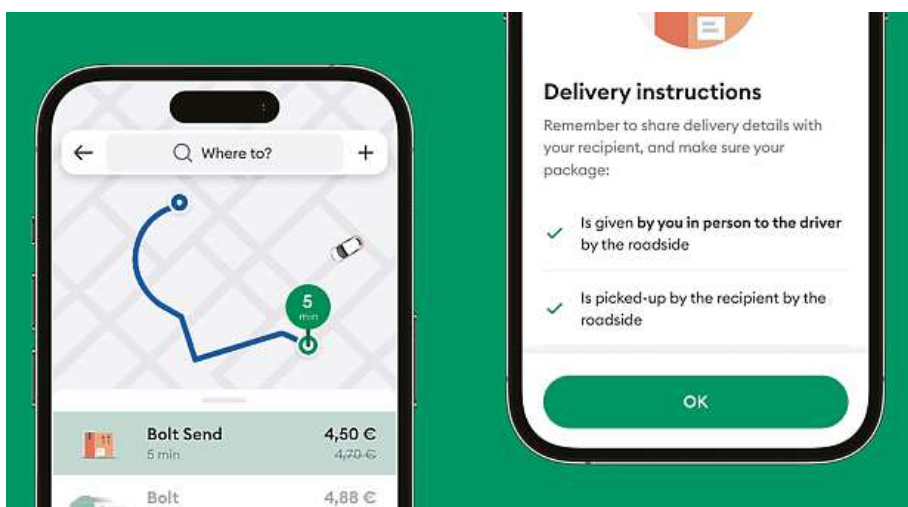 Where to?
5
min
Bolt Send
4,50 €
5 min
4,70 €
Bolt
4,88 €
Delivery instructions
Remember to share delivery details with
your recipient, and make sure your
package:
Is given by you in person to the driver
by the roadside
Is picked-up by the recipient by the
roadside
OK